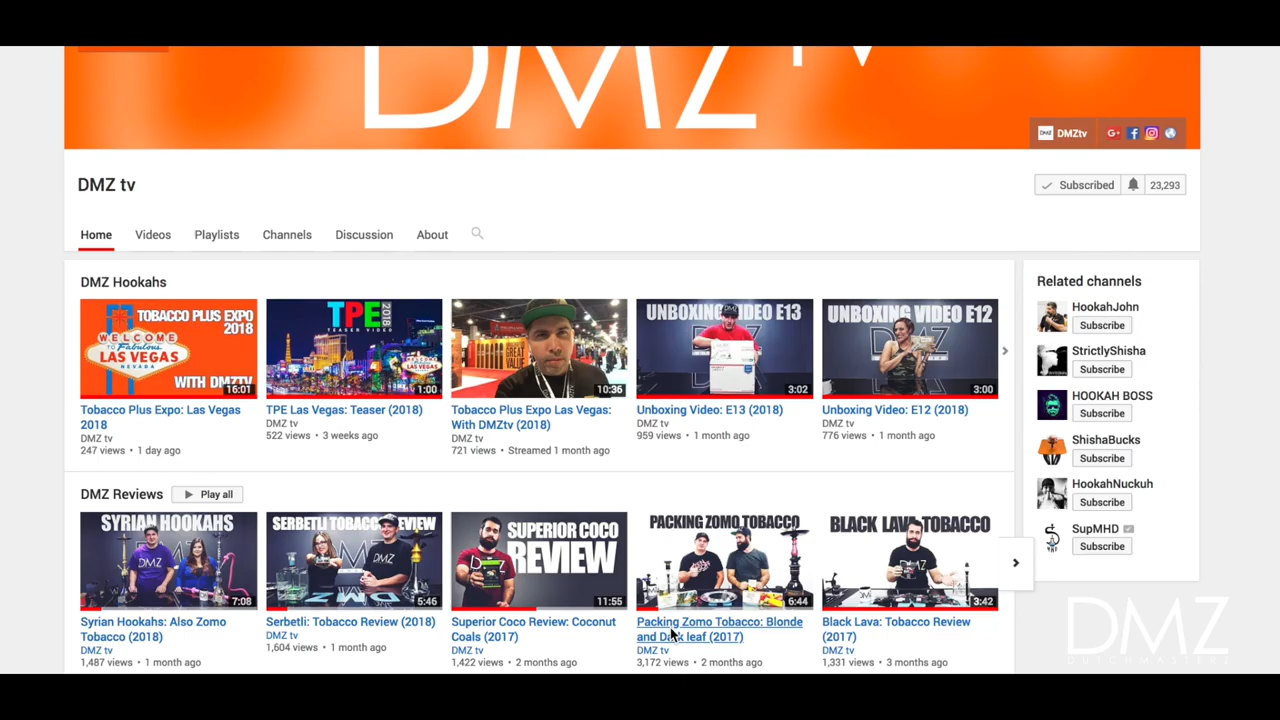 DMZ tv
DMZtv
DMZ tv
Subscribed
23,293
Home
Videos
Playlists
Channels
Discussion
About
DMZ Hookahs
TOBACCO PLUS EXPO
2018
WELCOME
TO Fabulous
LAS VEGAS
NEVADA
WITH DMZTV
16:01
Tobacco Plus Expo: Las Vegas
2018
DMZ tv
247 views • 1 day ago
TPE 2018
TEASER VIDEO
1:00
TPE Las Vegas: Teaser (2018)
DMZ tv
522 views • 3 weeks ago
GREAT
VALUE
10:36
Tobacco Plus Expo Las Vegas:
With DMZtv (2018)
DMZ tv
721 views • Streamed 1 month ago
UNBOXING VIDEO E13
3:02
Unboxing Video: E13 (2018)
DMZ tv
959 views • 1 month ago
UNBOXING VIDEO E12
3:00
Unboxing Video: E12 (2018)
DMZ tv
776 views • 1 month ago
DMZ Reviews
Play all
SYRIAN HOOKAHS
DMZ
7:08
Syrian Hookahs: Also Zomo
Tobacco (2018)
DMZ tv
1,487 views • 1 month ago
SERBETLI TOBACCO REVIEW
DMZ
5:46
Serbetli: Tobacco Review (2018)
DMZ tv
1,604 views • 1 month ago
SUPERIOR COCO
REVIEW
11:55
Superior Coco Review: Coconut
Coals (2017)
DMZ tv
1,422 views • 2 months ago
PACKING ZOMO TOBACCO
6:44
Packing Zomo Tobacco: Blonde
and Dark leaf (2017)
DMZ tv
3,172 views • 2 months ago
BLACK LAVA TOBACCO
DMZ
3:42
Black Lava: Tobacco Review
(2017)
DMZ tv
1,331 views • 3 months ago
Related channels
HookahJohn
Subscribe
StrictlyShisha
Subscribe
HOOKAH BOSS
Subscribe
ShishaBucks
Subscribe
HookahNuckuh
Subscribe
SupMHD
Subscribe
DMZ
DUTCHMASTERZ